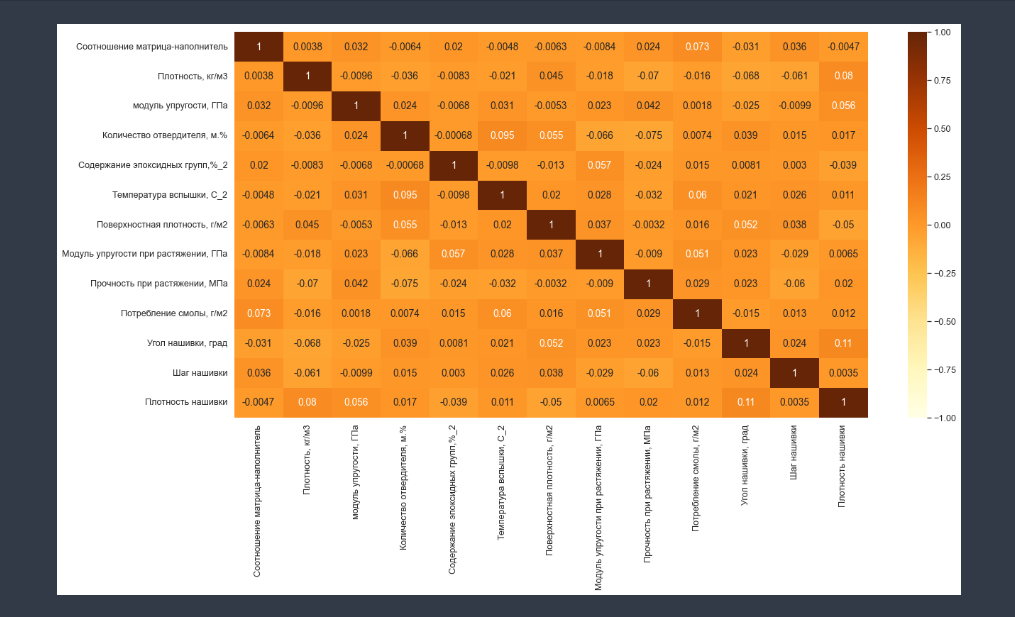 Соотношение матрица-наполнитель 1 0.0038 0.032 -0.0064 0.02 -0.0048 -0.0063 -0.0084 0.024 0.073 -0.031 0.036 -0.0047
Плотность, кг/м3 0.0038 1 -0.0096 -0.036 -0.0083 -0.021 0.045 -0.018 -0.07 -0.016 -0.068 -0.061 0.08
модуль упругости, ГПа 0.032 -0.0096 1 0.024 -0.0068 0.031 -0.0053 0.023 0.042 0.0018 -0.025 -0.0099 0.056
Количество отвердителя, м.% -0.0064 -0.036 0.024 1 -0.00068 0.095 0.055 -0.066 -0.075 0.0074 0.039 0.015 0.017
Содержание эпоксидных групп,%_2 0.02 -0.0083 -0.0068 -0.00068 1 -0.0098 -0.013 0.057 -0.024 0.015 0.0081 0.003 -0.039
Температура вспышки, С_2 -0.0048 -0.021 0.031 0.095 -0.0098 1 0.02 0.028 -0.032 0.06 0.021 0.026 0.011
Поверхностная плотность, г/м2 -0.0063 0.045 -0.0053 0.055 -0.013 0.02 1 0.037 -0.0032 0.016 0.052 0.038 -0.05
Модуль упругости при растяжении, ГПа -0.0084 -0.018 0.023 -0.066 0.057 0.028 0.037 1 -0.009 0.051 0.023 -0.029 0.0065
Прочность при растяжении, МПа 0.024 -0.07 0.042 -0.075 -0.024 -0.032 -0.0032 -0.009 1 0.029 0.023 -0.06 0.02
Потребление смолы, г/м2 0.073 -0.016 0.0018 0.0074 0.015 0.06 0.016 0.051 0.029 1 -0.015 0.013 0.012
Угол нашивки, град -0.031 -0.068 -0.025 0.039 0.0081 0.021 0.052 0.023 0.023 -0.015 1 0.024 0.11
Шаг нашивки 0.036 -0.061 -0.0099 0.015 0.003 0.026 0.038 -0.029 -0.06 0.013 0.024 1 0.0035
Плотность нашивки -0.0047 0.08 0.056 0.017 -0.039 0.011 -0.05 0.0065 0.02 0.012 0.11 0.0035 1
Соотношение матрица-наполнитель
Плотность, кг/м3
модуль упругости, ГПа
Количество отвердителя, м.%
Содержание эпоксидных групп,%_2
Температура вспышки, С_2
Поверхностная плотность, г/м2
Модуль упругости при растяжении, ГПа
Прочность при растяжении, МПа
Потребление смолы, г/м2
Угол нашивки, град
Шаг нашивки
Плотность нашивки
1.00
0.75
0.50
0.25
0.00
−0.25
−0.50
−0.75
−1.00